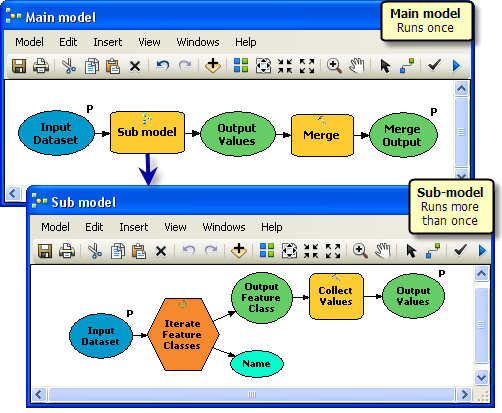 Main model
Main model
Runs once
Model Edit Insert View Windows Help
P
P
Input
Dataset
Sub model
Output
Values
Merge
Merge
Output
Sub model
Sub-model
Runs more
than once
Model Edit Insert View Windows Help
P
Input
Dataset
Iterate
Feature
Classes
Output
Feature
Class
Name
Collect
Values
P
Output
Values